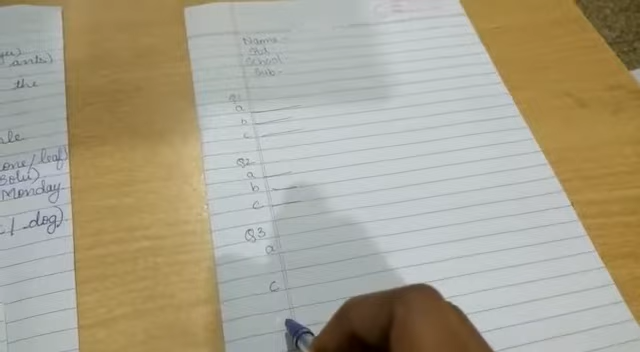 ants)
the
one/leaf)
Monday
dog)
Name:-
Std
School
Sub-
Q1
a
b
c
Q2
a
b
c
Q3
a
c